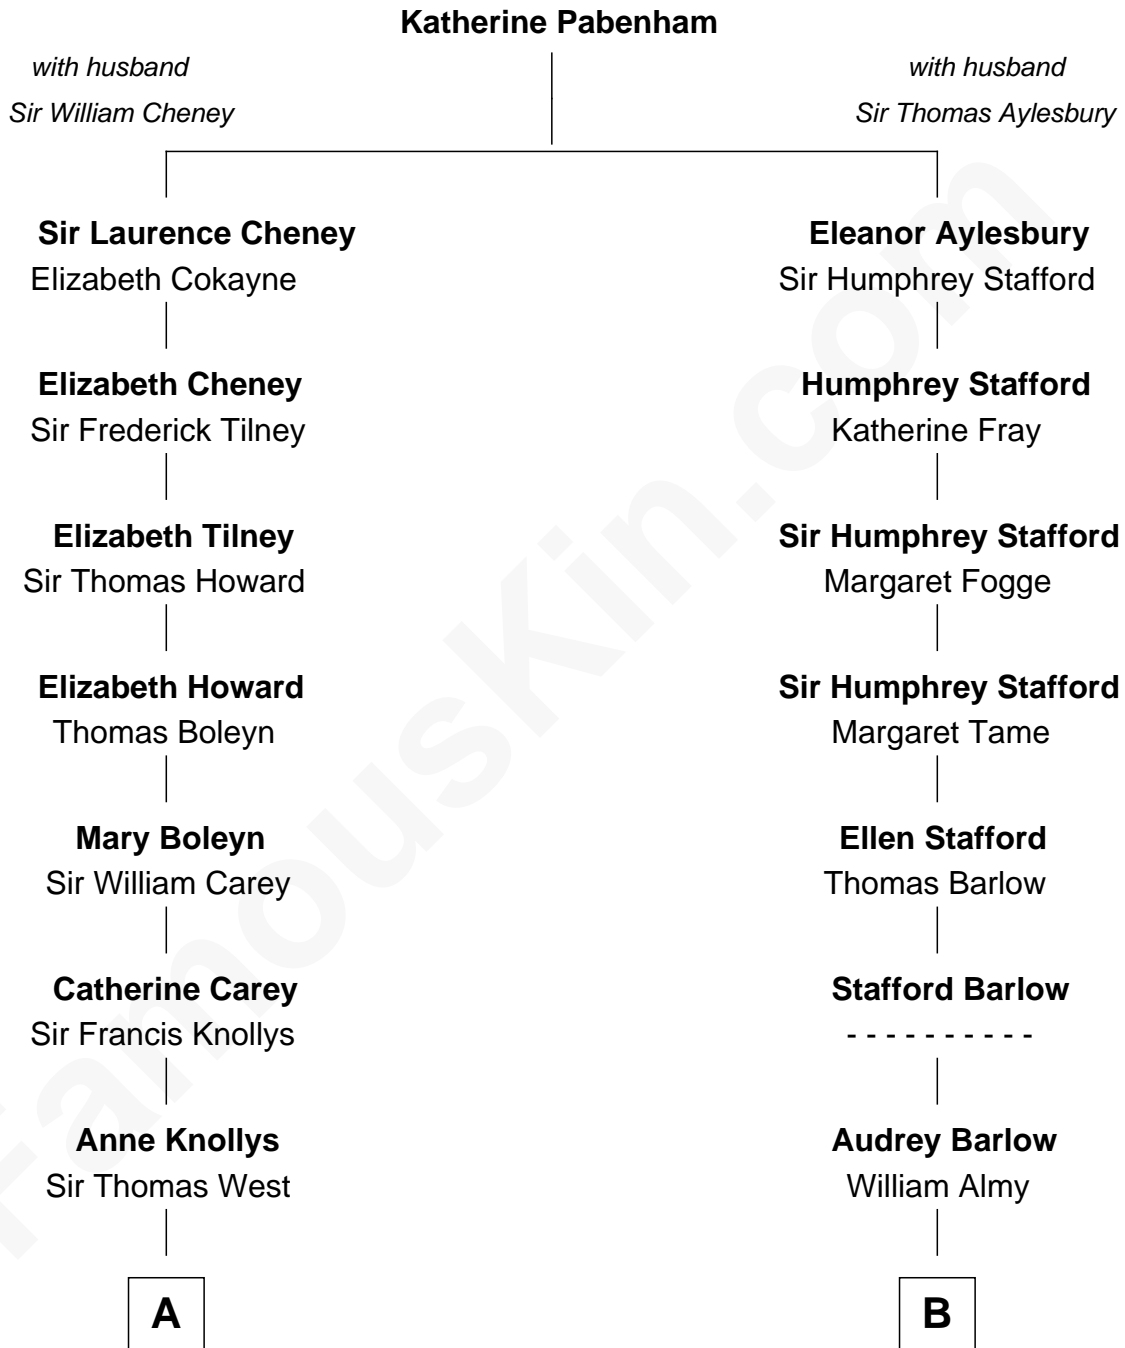 Katherine Pabenham
with husband
Sir William Cheney
with husband
Sir Thomas Aylesbury
Sir Laurence Cheney
Elizabeth Cokayne
Eleanor Aylesbury
Sir Humphrey Stafford
Elizabeth Cheney
Sir Frederick Tilney
Humphrey Stafford
Katherine Fray
Elizabeth Tilney
Sir Thomas Howard
Sir Humphrey Stafford
Margaret Fogge
Elizabeth Howard
Thomas Boleyn
Sir Humphrey Stafford
Margaret Tame
Mary Boleyn
Sir William Carey
Ellen Stafford
Thomas Barlow
Catherine Carey
Sir Francis Knollys
Stafford Barlow
- - - - - - - - - -
Anne Knollys
Sir Thomas West
Audrey Barlow
William Almy
A
B
FamousKin.com